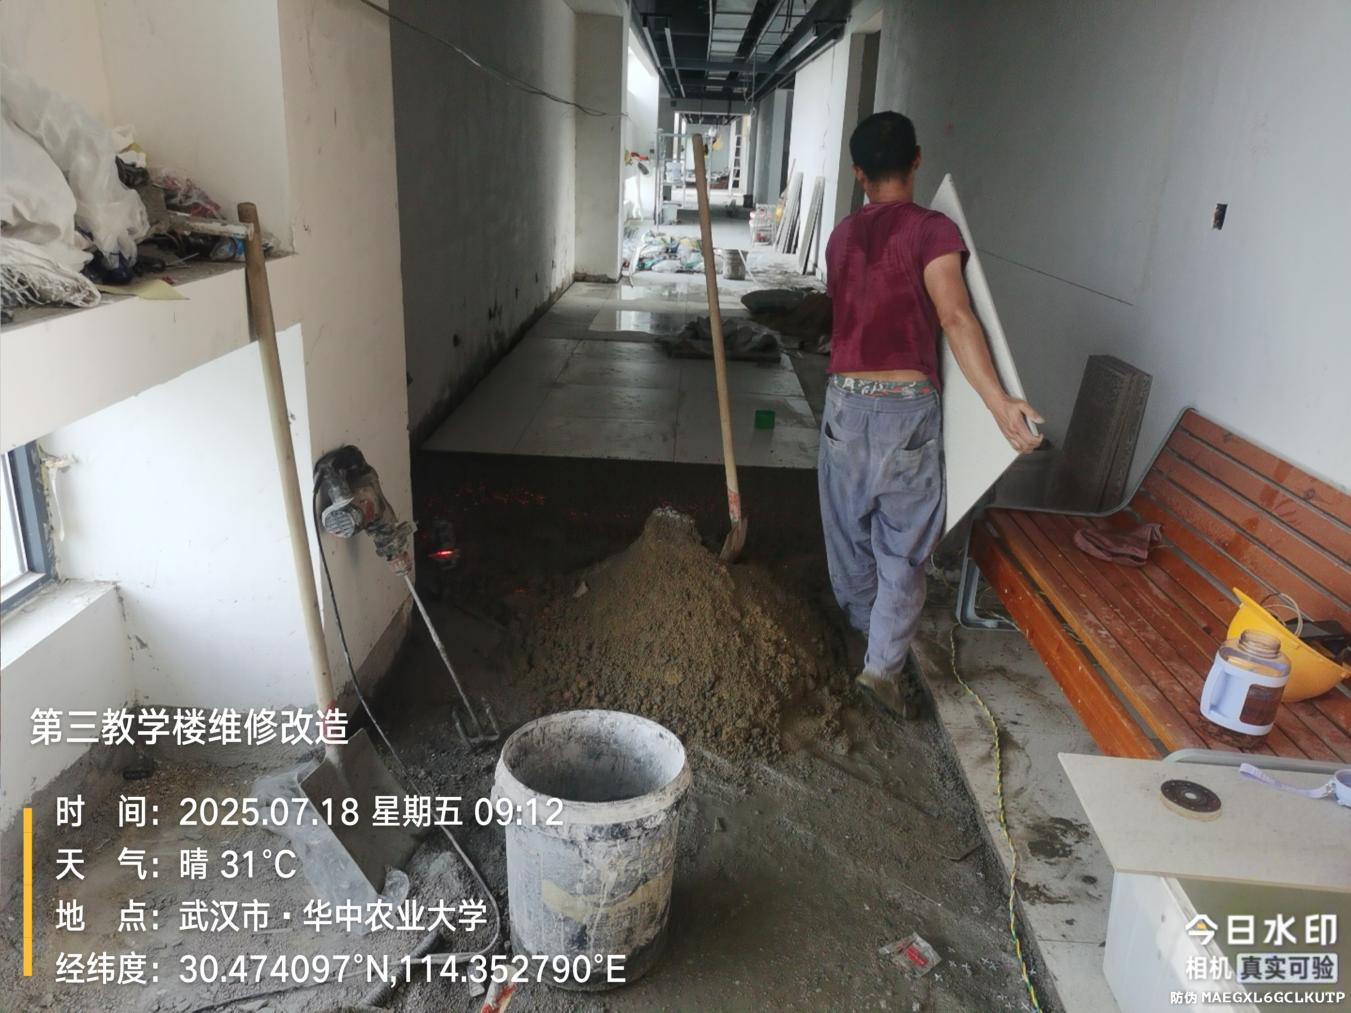 第三教学楼维修改造
时 间：2025.07.18 星期五 09:12
天 气：晴 31°C
地 点：武汉市·华中农业大学
经纬度：30.474097°N,114.352790°E
今日水印
相机 真实可验
防伪 MAEGXL6GCLKUTP